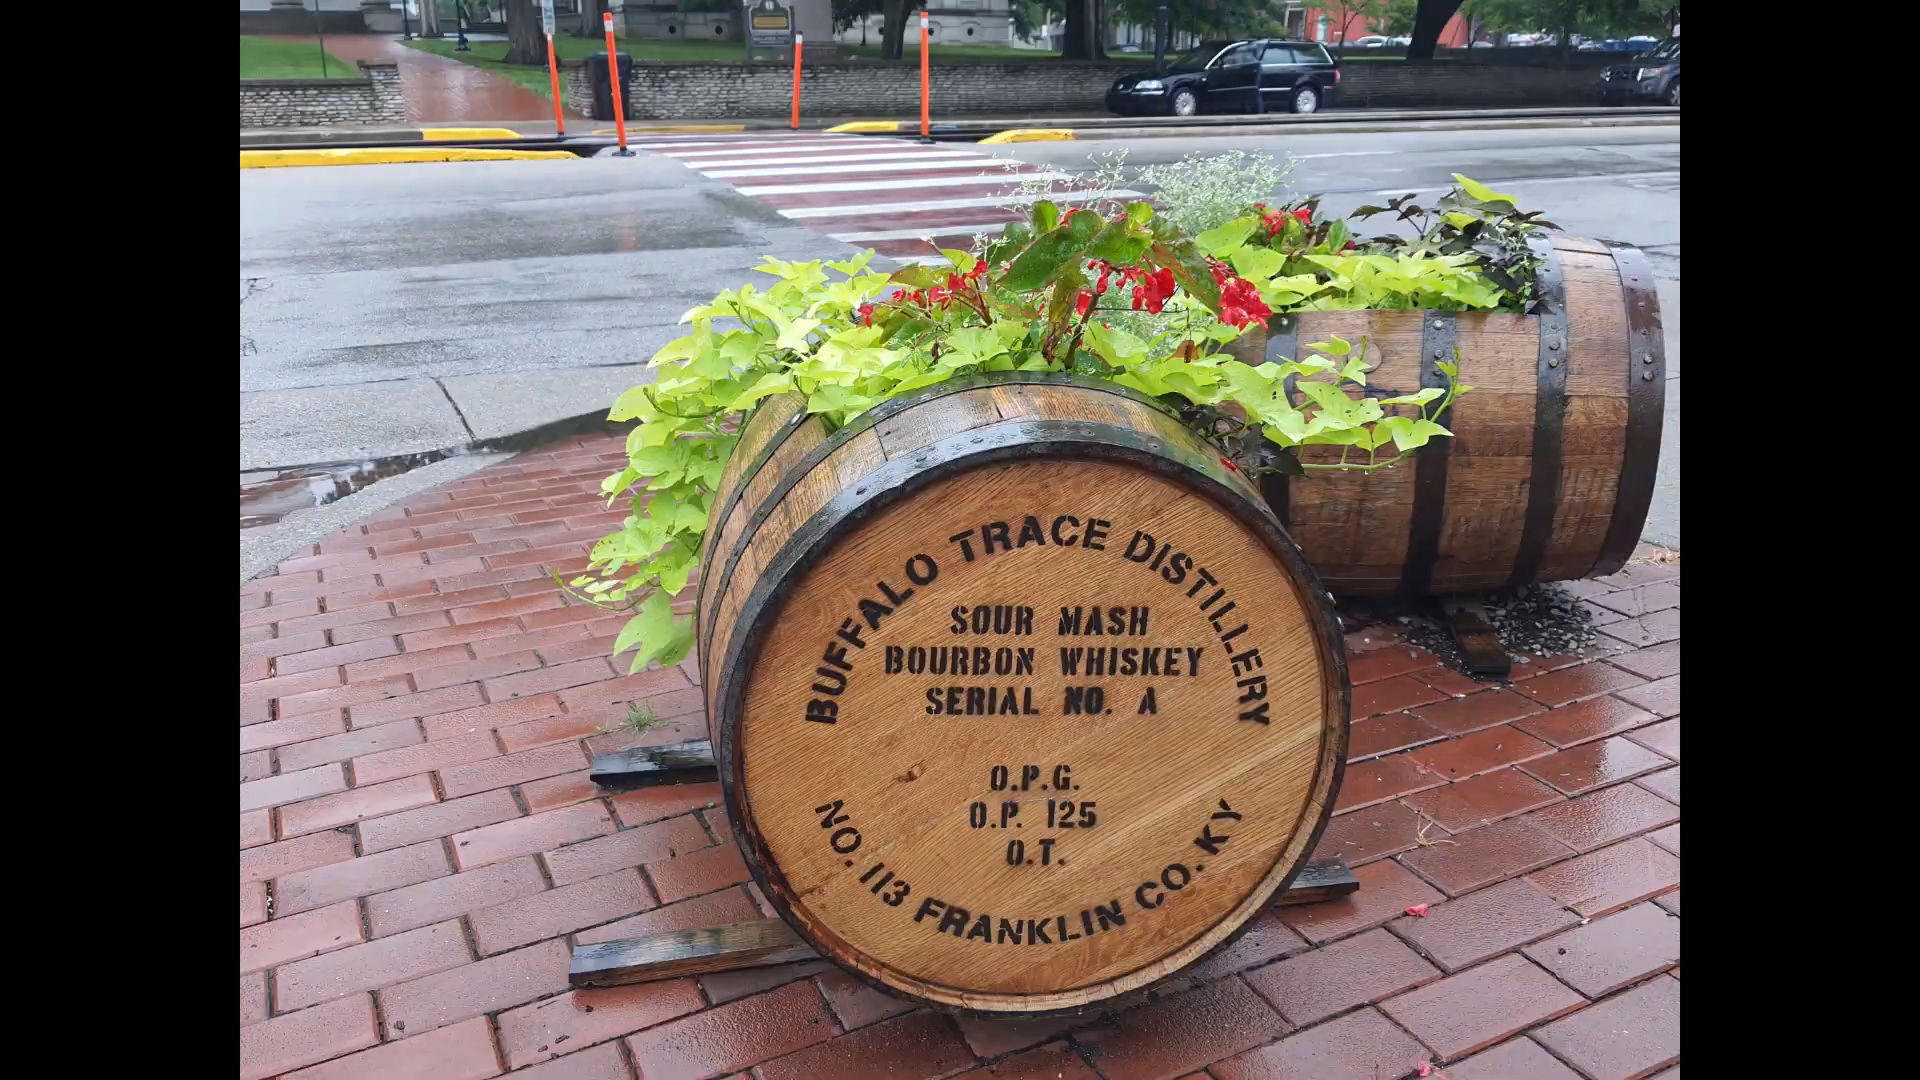 BUFFALO TRACE DISTILLERY
SOUR MASH
BOURBON WHISKEY
SERIAL NO. A
O.P.G.
O.P. 125
O.T.
NO. 113 FRANKLIN CO. KY